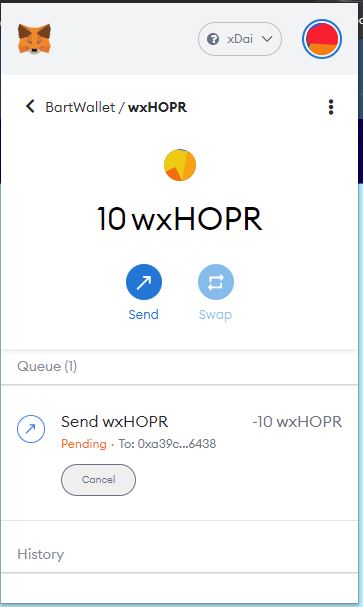 xDai
BartWallet / wxHOPR
10 wxHOPR
Send
Swap
Queue (1)
Send wxHOPR
-10 wxHOPR
Pending · To: 0xa39c...6438
Cancel
History